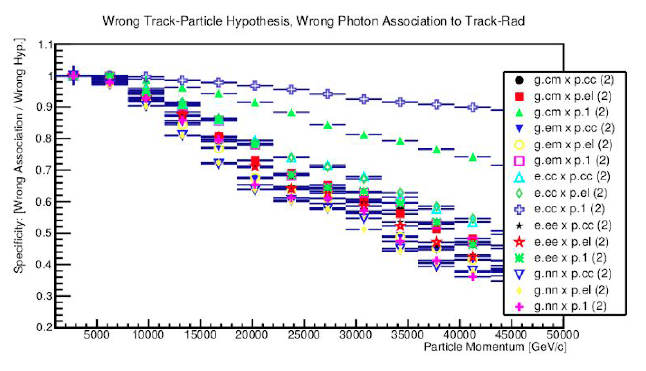 Wrong Track-Particle Hypothesis, Wrong Photon Association to Track-Rad
Specificity: [Wrong Association / Wrong Hyp.]
1.1
1
0.9
0.8
0.7
0.6
0.5
0.4
0.3
0.2
g.cm x p.cc (2)
g.cm x p.el (2)
g.cm x p.1 (2)
g.em x p.cc (2)
g.em x p.el (2)
g.em x p.1 (2)
e.cc x p.cc (2)
e.cc x p.el (2)
e.cc x p.1 (2)
e.ee x p.cc (2)
e.ee x p.el (2)
e.ee x p.1 (2)
g.nn x p.cc (2)
g.nn x p.el (2)
g.nn x p.1 (2)
5000 10000 15000 20000 25000 30000 35000 40000 45000 50000
Particle Momentum [GeV/c]